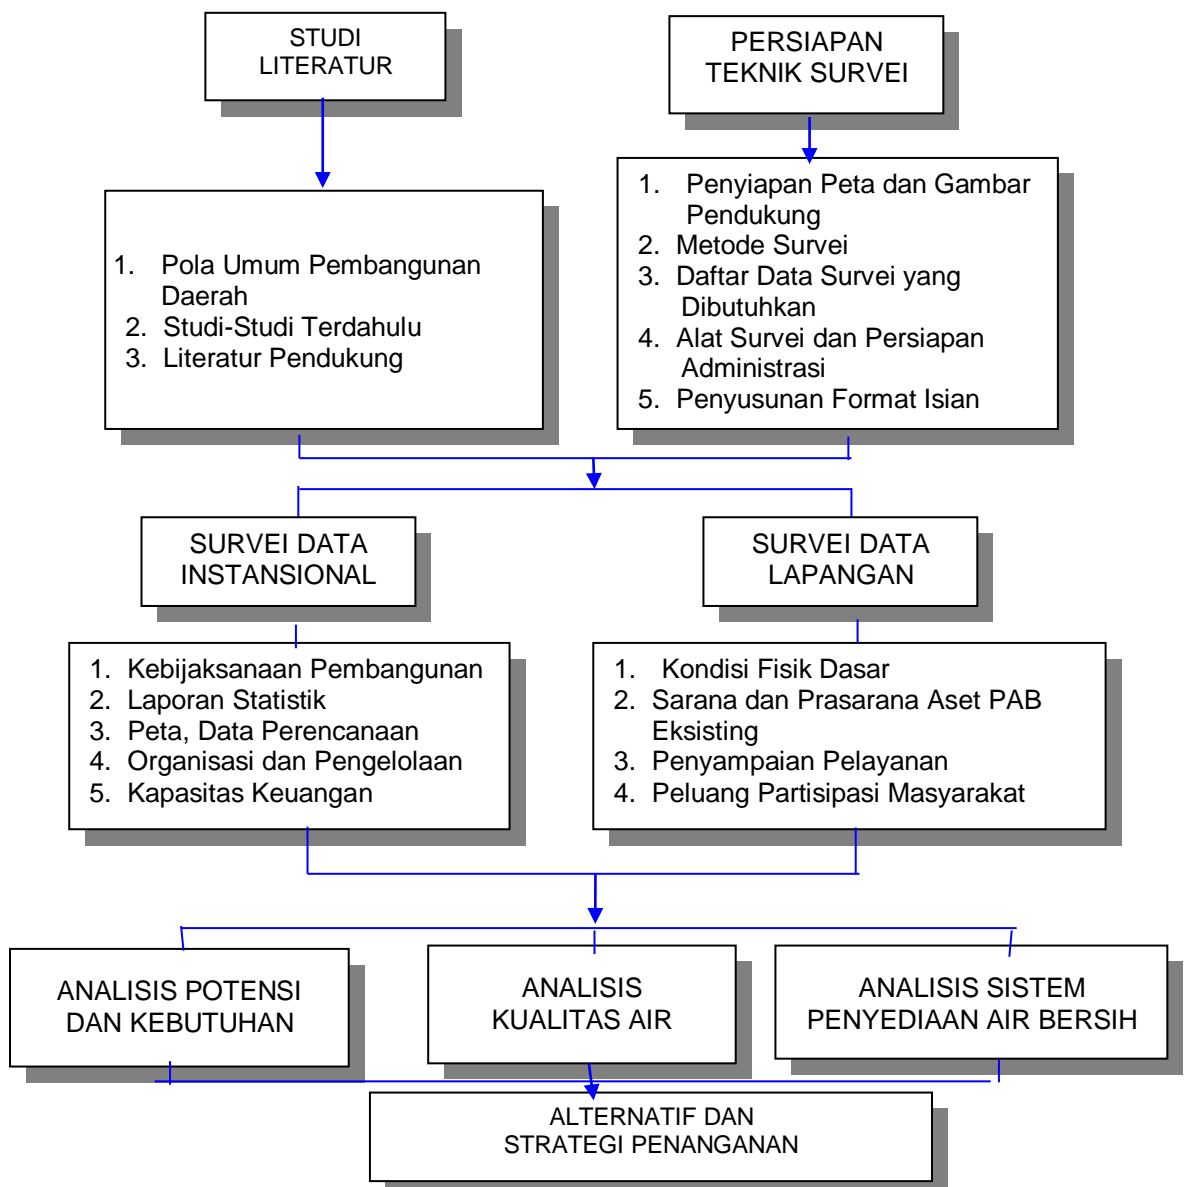 STUDI
LITERATUR
PERSIAPAN
TEKNIK SURVEI
1. Pola Umum Pembangunan
Daerah
2. Studi-Studi Terdahulu
3. Literatur Pendukung
1. Penyiapan Peta dan Gambar
Pendukung
2. Metode Survei
3. Daftar Data Survei yang
Dibutuhkan
4. Alat Survei dan Persiapan
Administrasi
5. Penyusunan Format Isian
SURVEI DATA
INSTANSIONAL
SURVEI DATA
LAPANGAN
1. Kebijaksanaan Pembangunan
2. Laporan Statistik
3. Peta, Data Perencanaan
4. Organisasi dan Pengelolaan
5. Kapasitas Keuangan
1. Kondisi Fisik Dasar
2. Sarana dan Prasarana Aset PAB
Eksisting
3. Penyampaian Pelayanan
4. Peluang Partisipasi Masyarakat
ANALISIS POTENSI
DAN KEBUTUHAN
ANALISIS
KUALITAS AIR
ANALISIS SISTEM
PENYEDIAAN AIR BERSIH
ALTERNATIF DAN
STRATEGI PENANGANAN